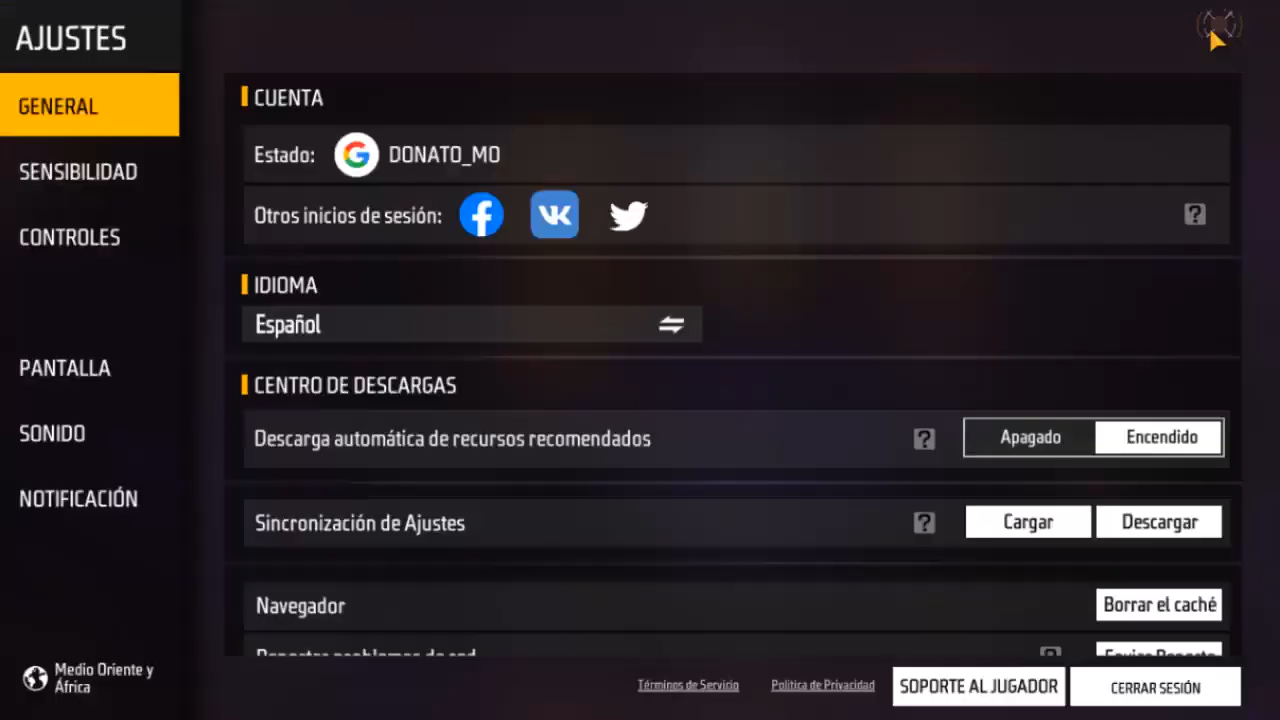 AJUSTES
GENERAL
SENSIBILIDAD
CONTROLES
PANTALLA
SONIDO
NOTIFICACIÓN
Medio Oriente y
África
CUENTA
Estado: DONATO_MO
Otros inicios de sesión:
IDIOMA
Español
CENTRO DE DESCARGAS
Descarga automática de recursos recomendados ? Apagado Encendido
Sincronización de Ajustes ? Cargar Descargar
Navegador Borrar el caché
Términos de Servicio Política de Privacidad SOPORTE AL JUGADOR CERRAR SESIÓN